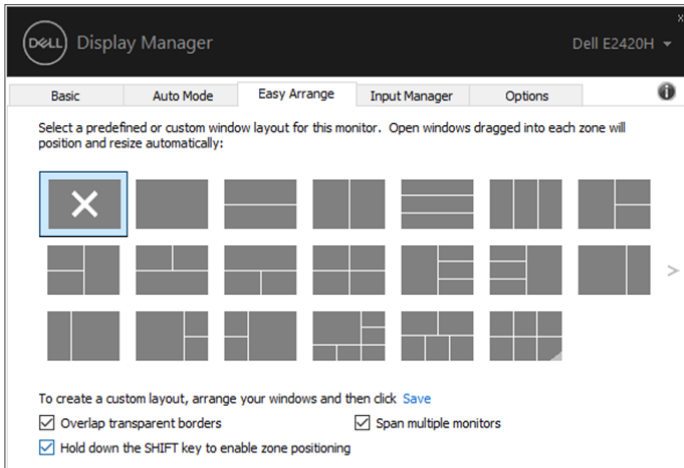 x
DELL Display Manager
Dell E2420H
Basic Auto Mode Easy Arrange Input Manager Options
Select a predefined or custom window layout for this monitor. Open windows dragged into each zone will
position and resize automatically:
To create a custom layout, arrange your windows and then click Save
Overlap transparent borders
Span multiple monitors
Hold down the SHIFT key to enable zone positioning